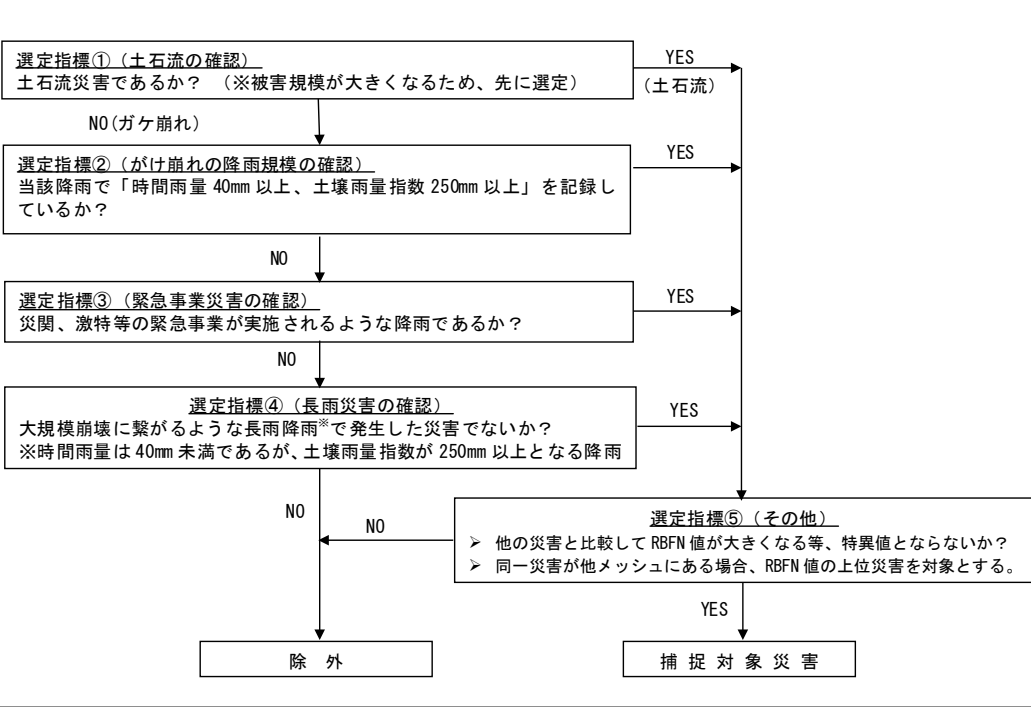 選定指標①（土石流の確認）
土石流災害であるか？　（※被害規模が大きくなるため、先に選定）
YES
（土石流）
NO(ガケ崩れ)
選定指標②（がけ崩れの降雨規模の確認）
当該降雨で「時間雨量 40mm 以上、土壌雨量指数 250mm 以上」を記録し
ているか？
YES
NO
選定指標③（緊急事業災害の確認）
災関、激特等の緊急事業が実施されるような降雨であるか？
YES
NO
選定指標④（長雨災害の確認）
大規模崩壊に繋がるような長雨降雨※で発生した災害でないか？
※時間雨量は 40mm 未満であるが、土壌雨量指数が 250mm 以上となる降雨
YES
NO
NO
選定指標⑤（その他）
➢ 他の災害と比較して RBFN 値が大きくなる等、特異値とならないか？
➢ 同一災害が他メッシュにある場合、RBFN 値の上位災害を対象とする。
YES
除　外
捕 捉 対 象 災 害